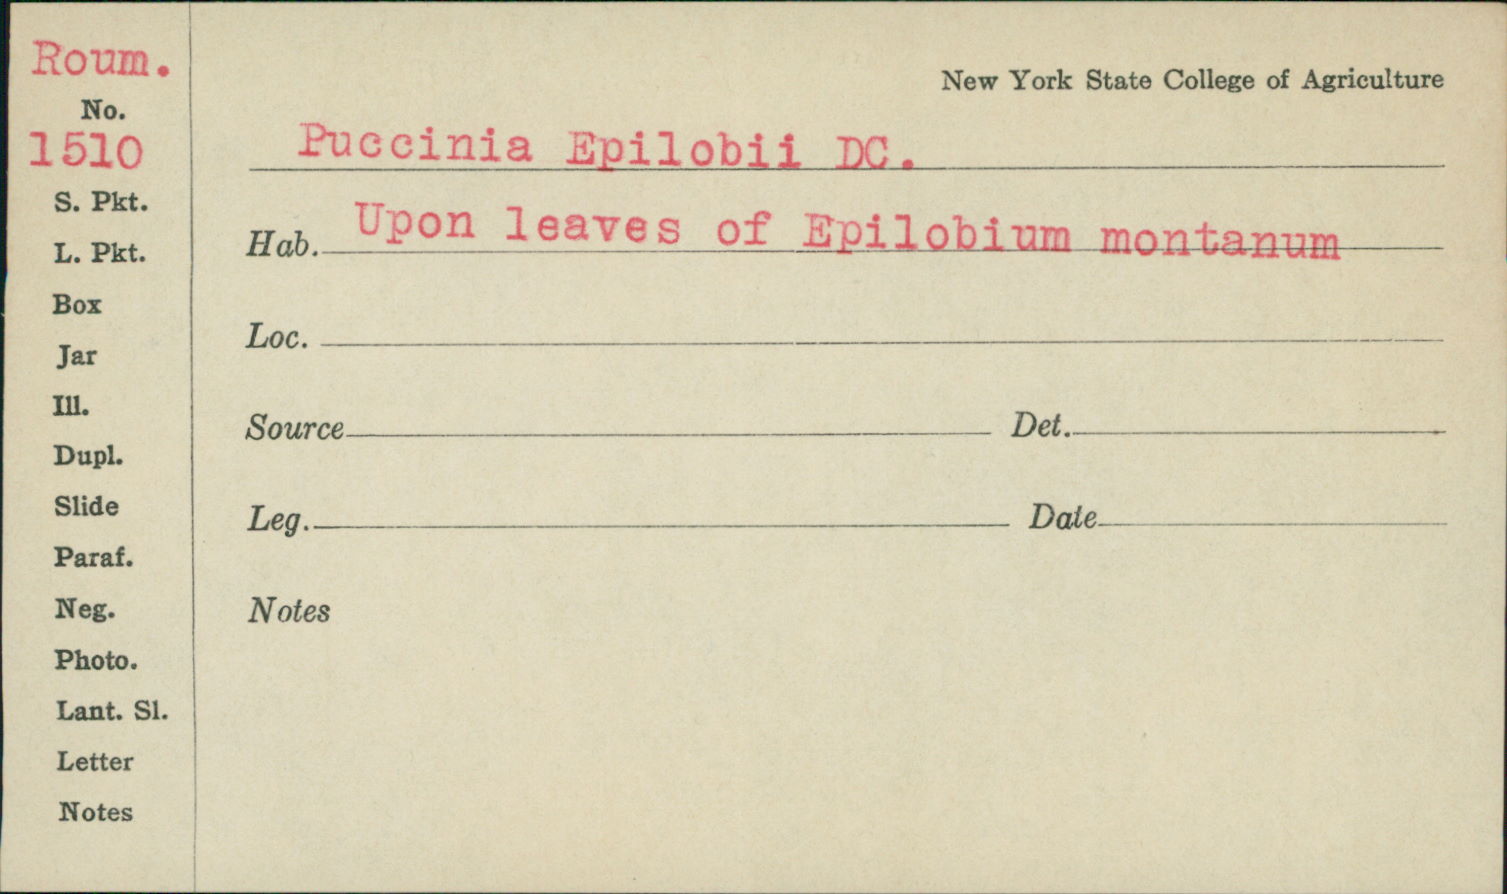 Roum.
No.
1510
S. Pkt.
L. Pkt.
Box
Jar
Ill.
Dupl.
Slide
Paraf.
Neg.
Photo.
Lant. Sl.
Letter
Notes
New York State College of Agriculture
Puccinia Epilobii DC.
Hab. Upon leaves of Epilobium montanum
Loc.
Source Det.
Leg. Date
Notes